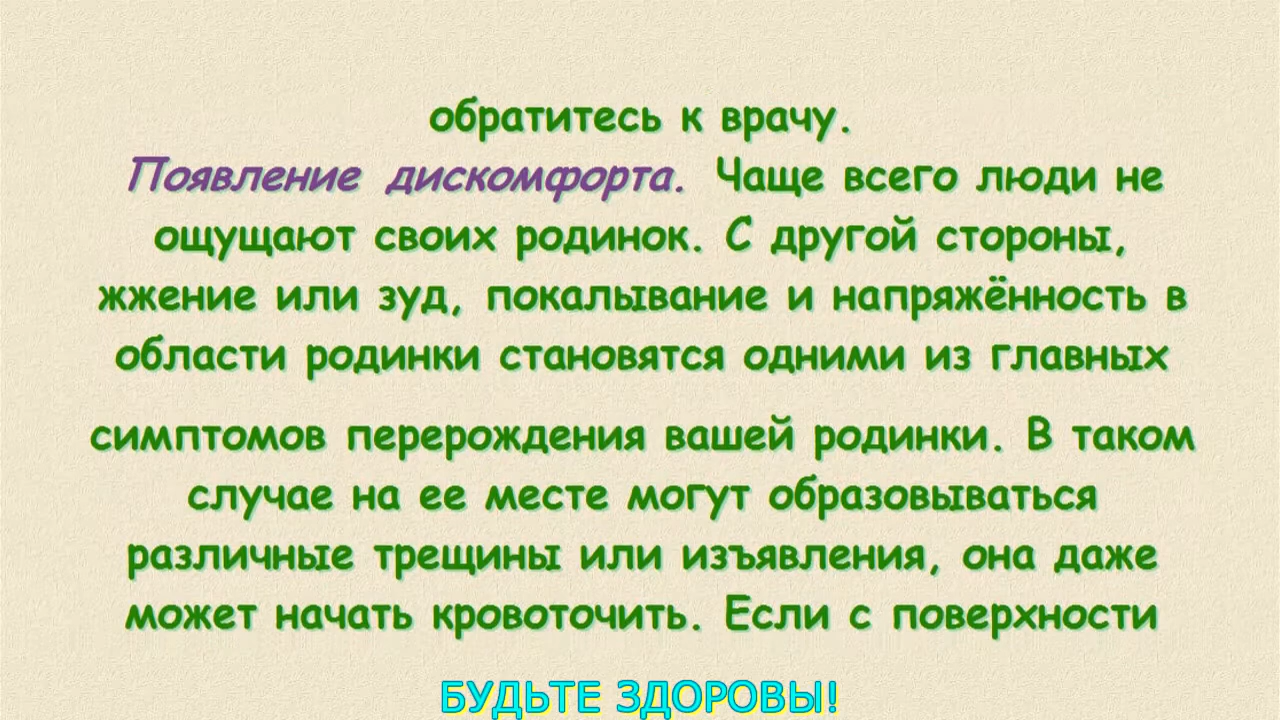 обратитесь к врачу.
Появление дискомфорта. Чаще всего люди не
ощущают своих родинок. С другой стороны,
жжение или зуд, покалывание и напряжённость в
области родинки становятся одними из главных
симптомов перерождения вашей родинки. В таком
случае на ее месте могут образовываться
различные трещины или изъявления, она даже
может начать кровоточить. Если с поверхности
БУДЬТЕ ЗДОРОВЫ!